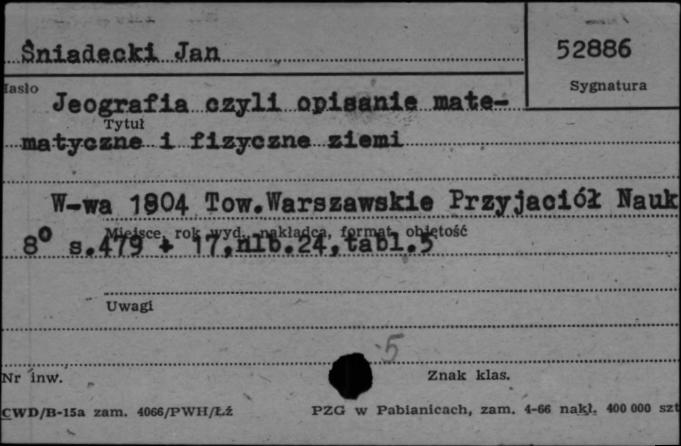 Śniadecki Jan
52886
Sygnatura
Hasło
Jeografia czyli opisanie mate-
Tytuł
matyczne i fizyczne ziemi
W-wa 1804 Tow.Warszawskie Przyjaciół Nauk
Miejsce, rok wyd., nakładca, format, objętość
8° s.479 + 17,nlb.24,tabl.5
Uwagi
5
Nr inw.
Znak klas.
CWD/B-15a zam. 4066/PWH/Łż
PZG w Pabianicach, zam. 4-66 nakł. 400 000 szt